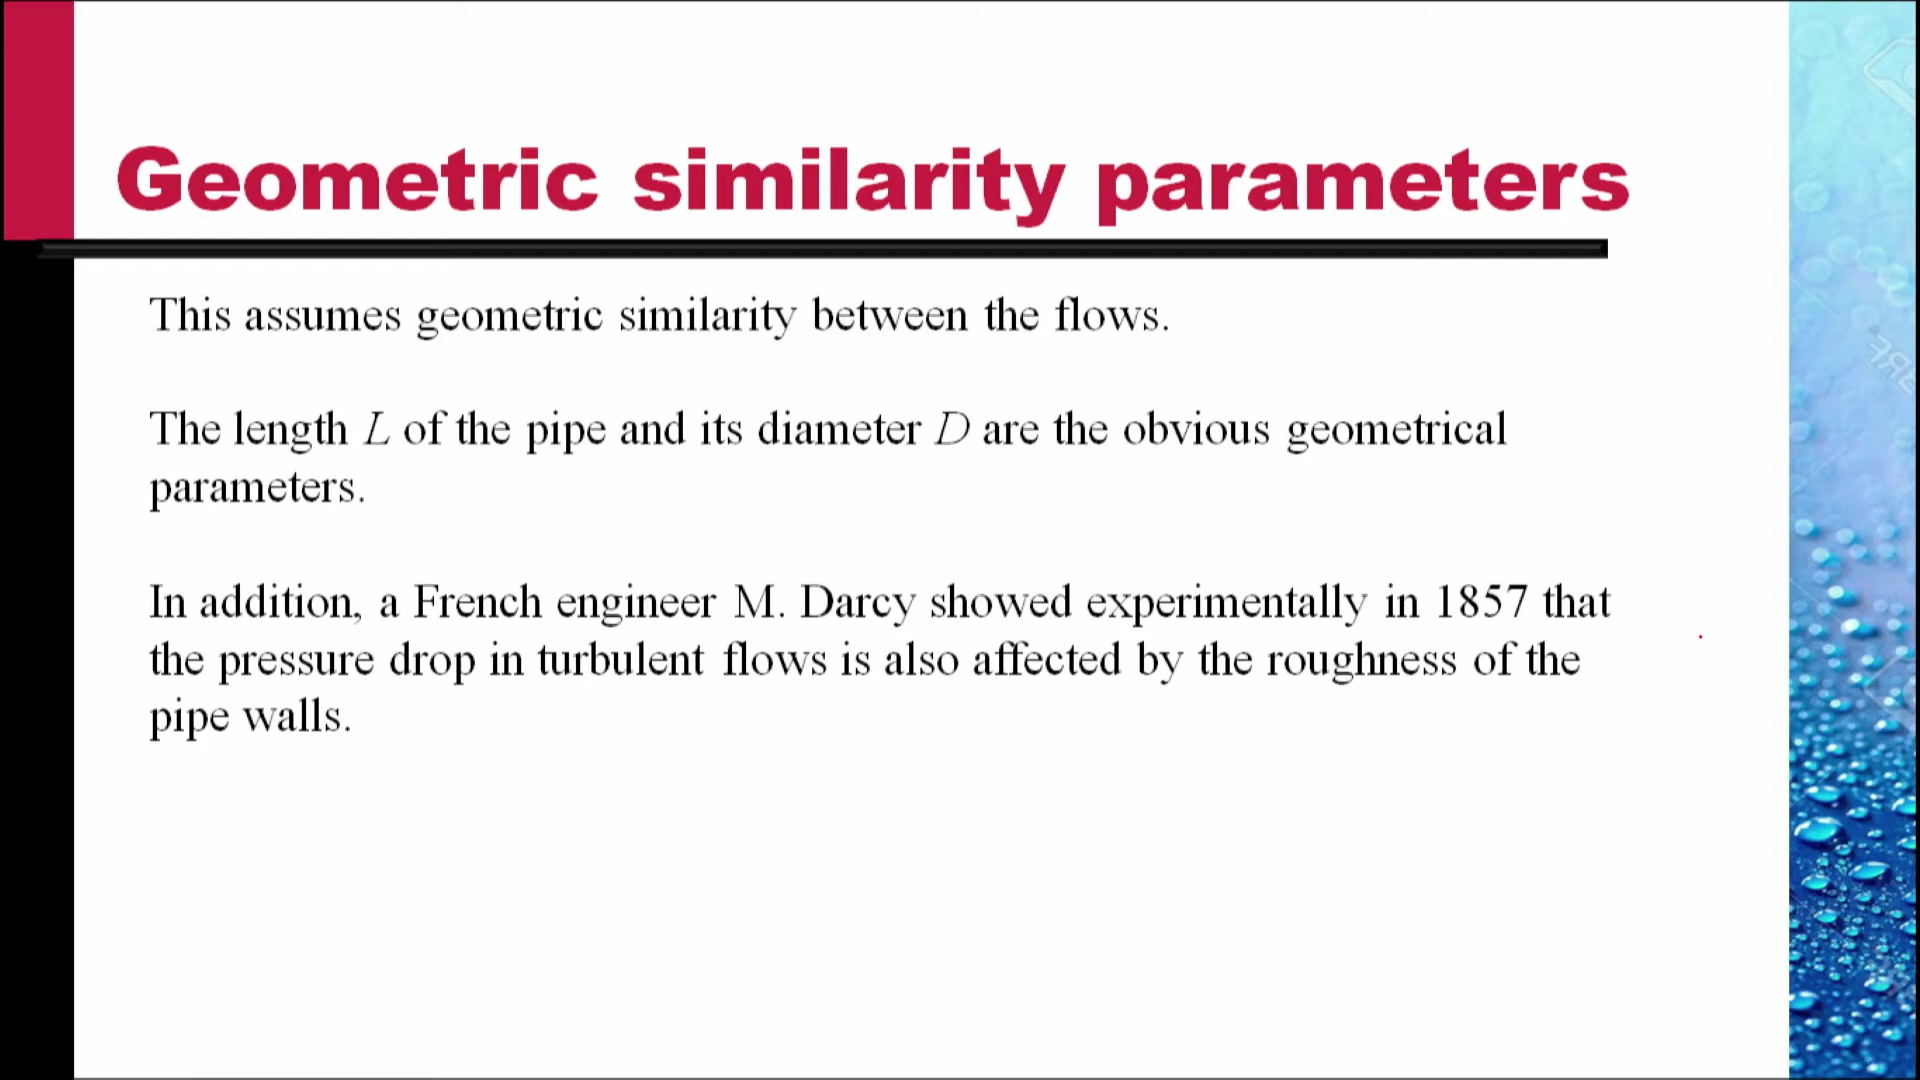 Geometric similarity parameters
This assumes geometric similarity between the flows.
The length L of the pipe and its diameter D are the obvious geometrical
parameters.
In addition, a French engineer M. Darcy showed experimentally in 1857 that
the pressure drop in turbulent flows is also affected by the roughness of the
pipe walls.